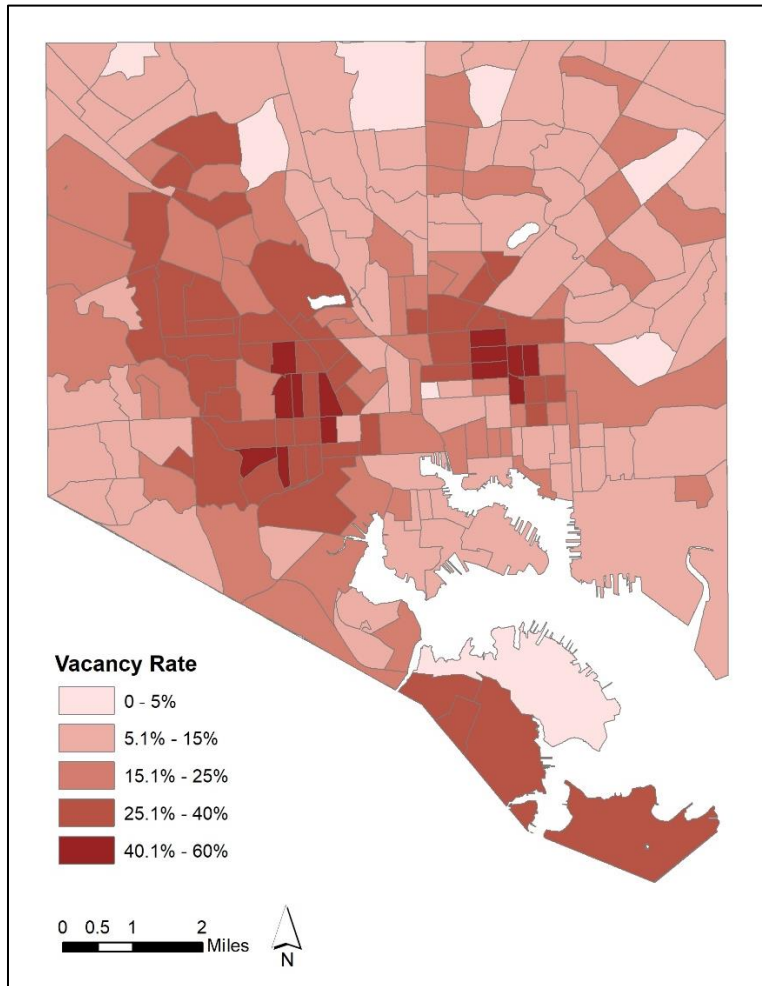 Vacancy Rate
0 - 5%
5.1% - 15%
15.1% - 25%
25.1% - 40%
40.1% - 60%
0 0.5 1 2
Miles
N